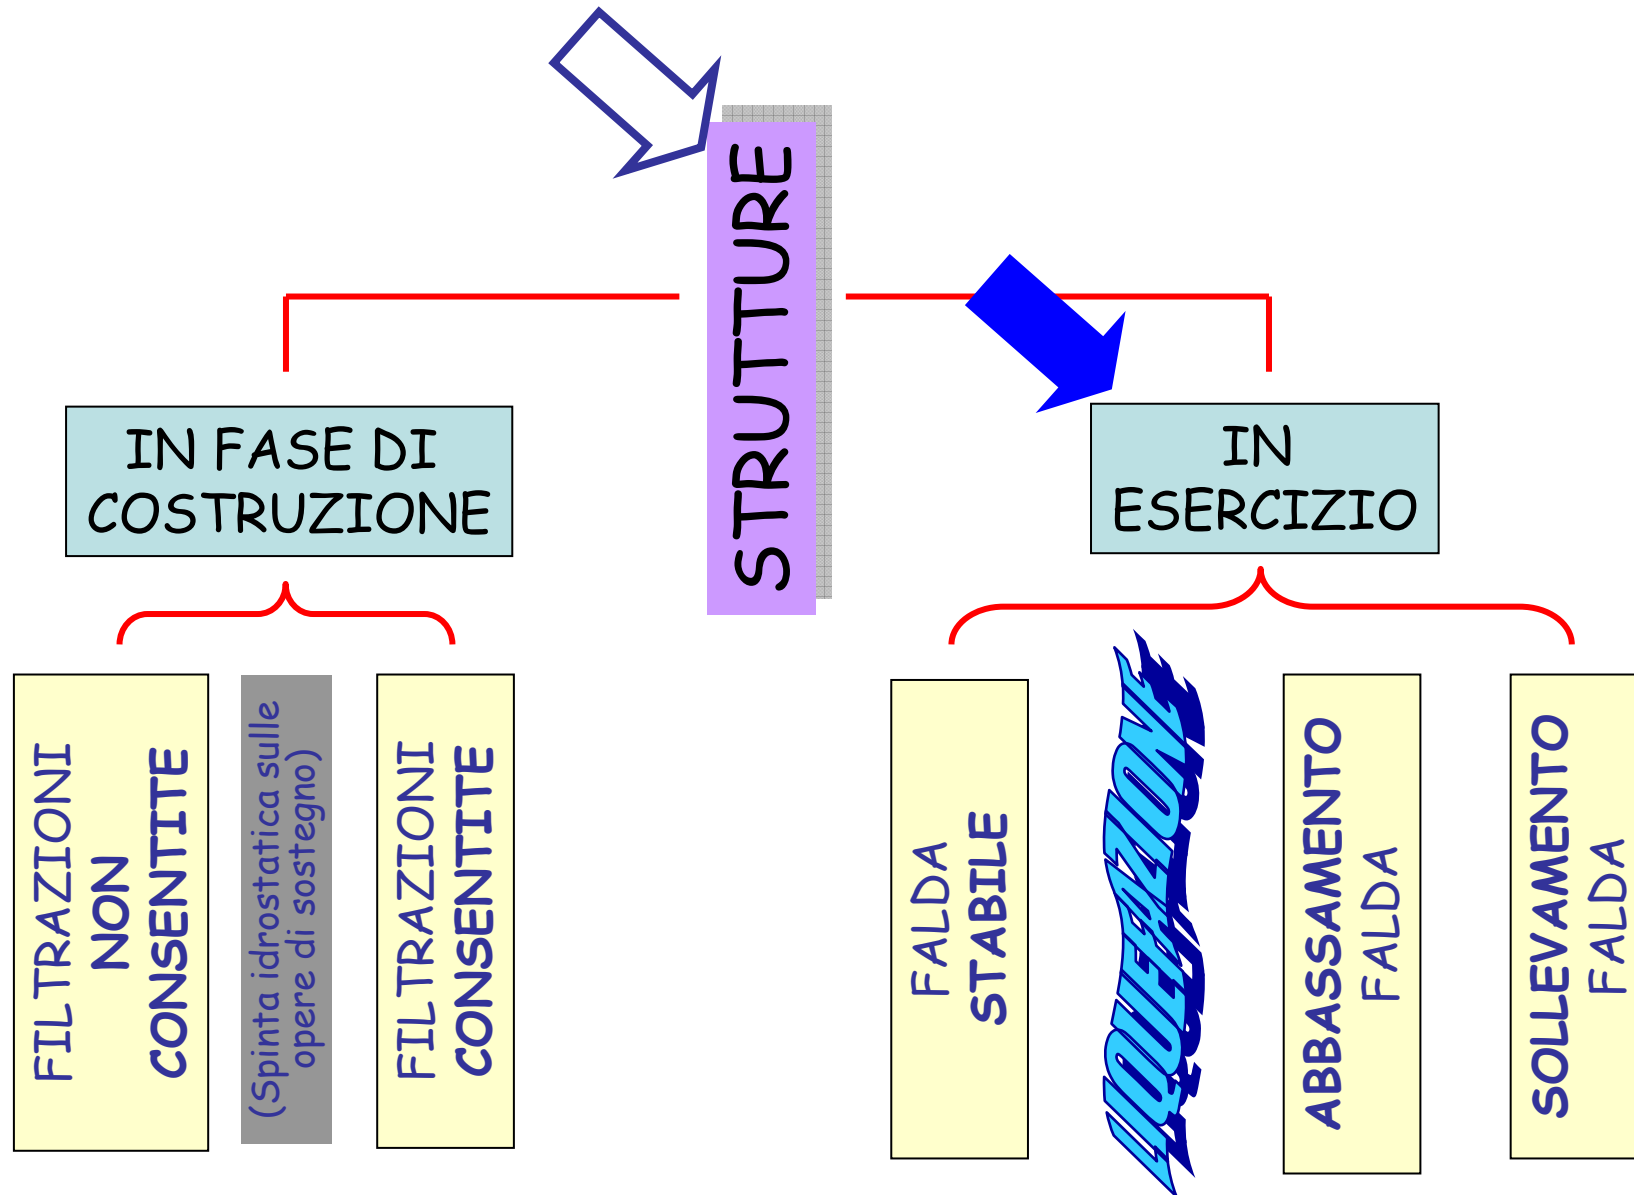 STRUTTURE
IN FASE DI
COSTRUZIONE
IN
ESERCIZIO
FILTRAZIONI
NON
CONSENTITE
(Spinta idrostatica sulle
opere di sostegno)
FILTRAZIONI
CONSENTITE
FALDA
STABILE
LIQUEFAZIONE
ABBASSAMENTO
FALDA
SOLLEVAMENTO
FALDA